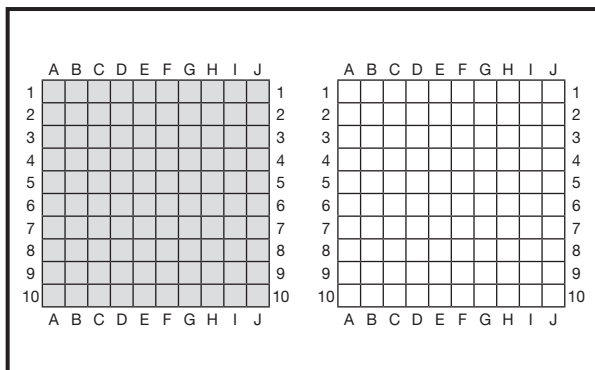 A B C D E F G H I J A B C D E F G H I J
1 1 1 1
2 2 2 2
3 3 3 3
4 4 4 4
5 5 5 5
6 6 6 6
7 7 7 7
8 8 8 8
9 9 9 9
10 10 10 10
A B C D E F G H I J A B C D E F G H I J